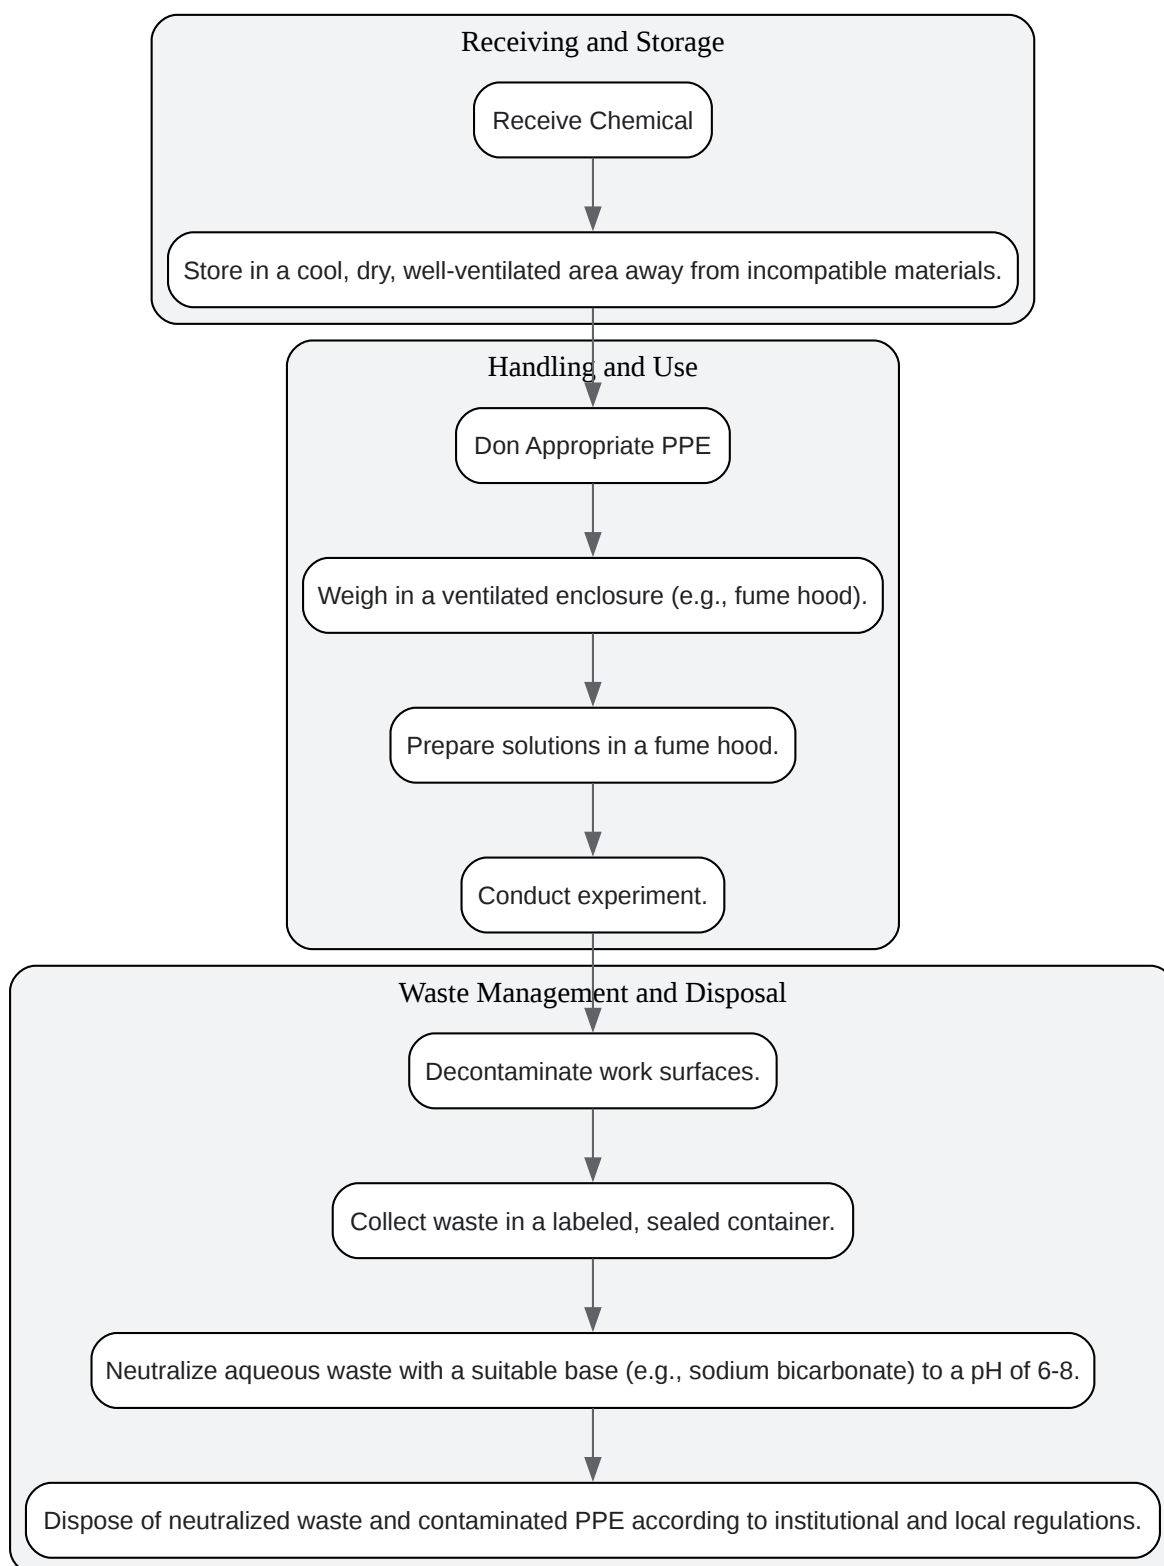 Receiving and Storage
Receive Chemical
Store in a cool, dry, well-ventilated area away from incompatible materials.
Handling and Use
Don Appropriate PPE
Weigh in a ventilated enclosure (e.g., fume hood).
Prepare solutions in a fume hood.
Conduct experiment.
Waste Management and Disposal
Decontaminate work surfaces.
Collect waste in a labeled, sealed container.
Neutralize aqueous waste with a suitable base (e.g., sodium bicarbonate) to a pH of 6-8.
Dispose of neutralized waste and contaminated PPE according to institutional and local regulations.